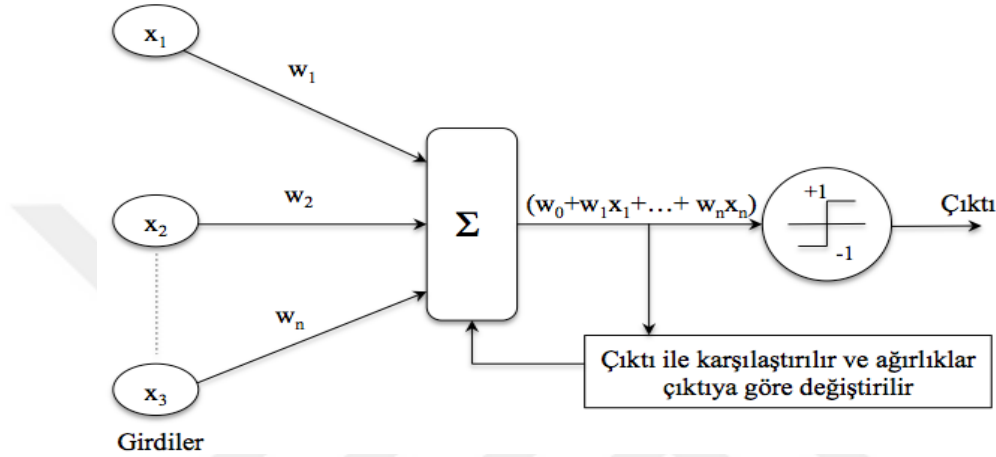 x₁
w₁
x₂
w₂
Σ
(w₀+w₁x₁+…+ wₙxₙ)
+1
-1
Çıktı
wₙ
x₃
Girdiler
Çıktı ile karşılaştırılır ve ağırlıklar
çıktıya göre değiştirilir